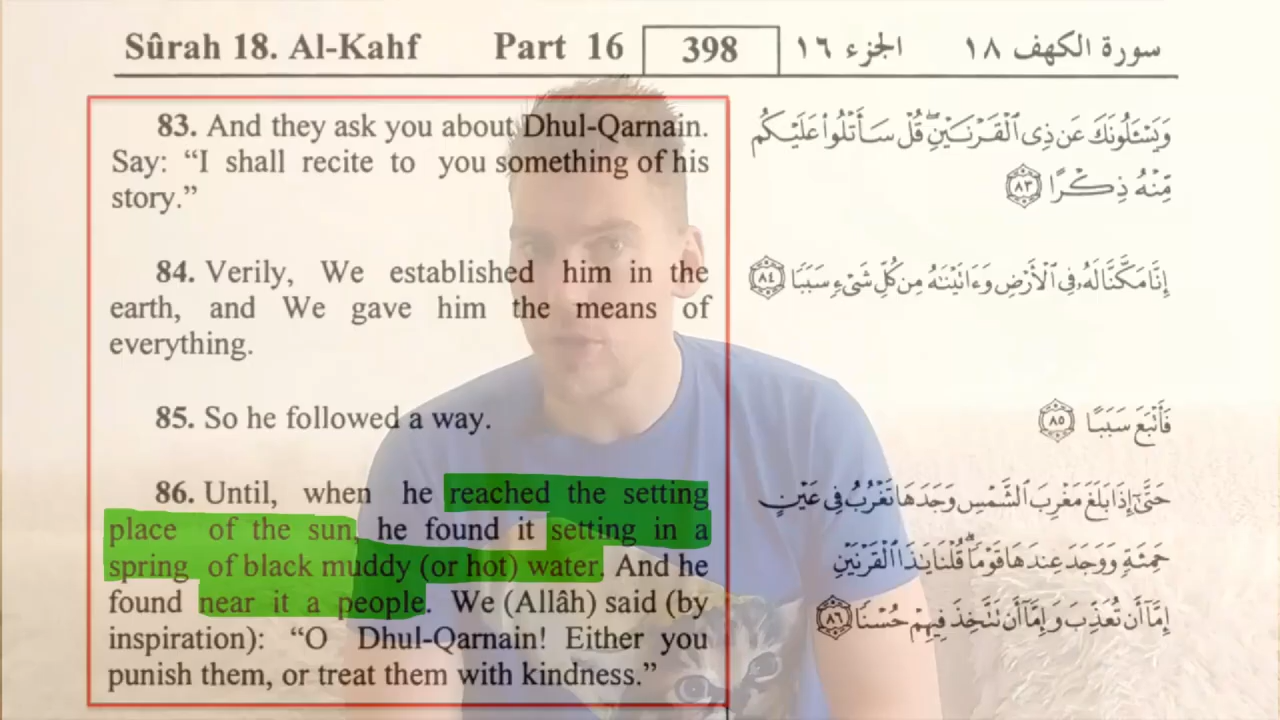 Sûrah 18. Al-Kahf Part 16 398 الجزء ١٦ سورة الكهف ١٨
83. And they ask you about Dhul-Qarnain.
Say: “I shall recite to you something of his
story.”
84. Verily, We established him in the
earth, and We gave him the means of
everything.
85. So he followed a way.
86. Until, when he reached the setting
place of the sun, he found it setting in a
spring of black muddy (or hot) water. And he
found near it a people. We (Allâh) said (by
inspiration): “O Dhul-Qarnain! Either you
punish them, or treat them with kindness.”
وَيَسْـَٔلُونَكَ عَن ذِى ٱلْقَرْنَيْنِ ۖ قُلْ سَأَتْلُوا۟ عَلَيْكُم
مِّنْهُ ذِكْرًا ٨٣
إِنَّا مَكَّنَّا لَهُۥ فِى ٱلْأَرْضِ وَءَاتَيْنَٰهُ مِن كُلِّ شَىْءٍ سَبَبًا ٨٤
فَأَتْبَعَ سَبَبًا ٨٥
حَتَّىٰٓ إِذَا بَلَغَ مَغْرِبَ ٱلشَّمْسِ وَجَدَهَا تَغْرُبُ فِى عَيْنٍ
حَمِئَةٍ وَوَجَدَ عِندَهَا قَوْمًا ۗ قُلْنَا يَٰذَا ٱلْقَرْنَيْنِ
إِمَّآ أَن تُعَذِّبَ وَإِمَّآ أَن تَتَّخِذَ فِيهِمْ حُسْنًا ٨٦